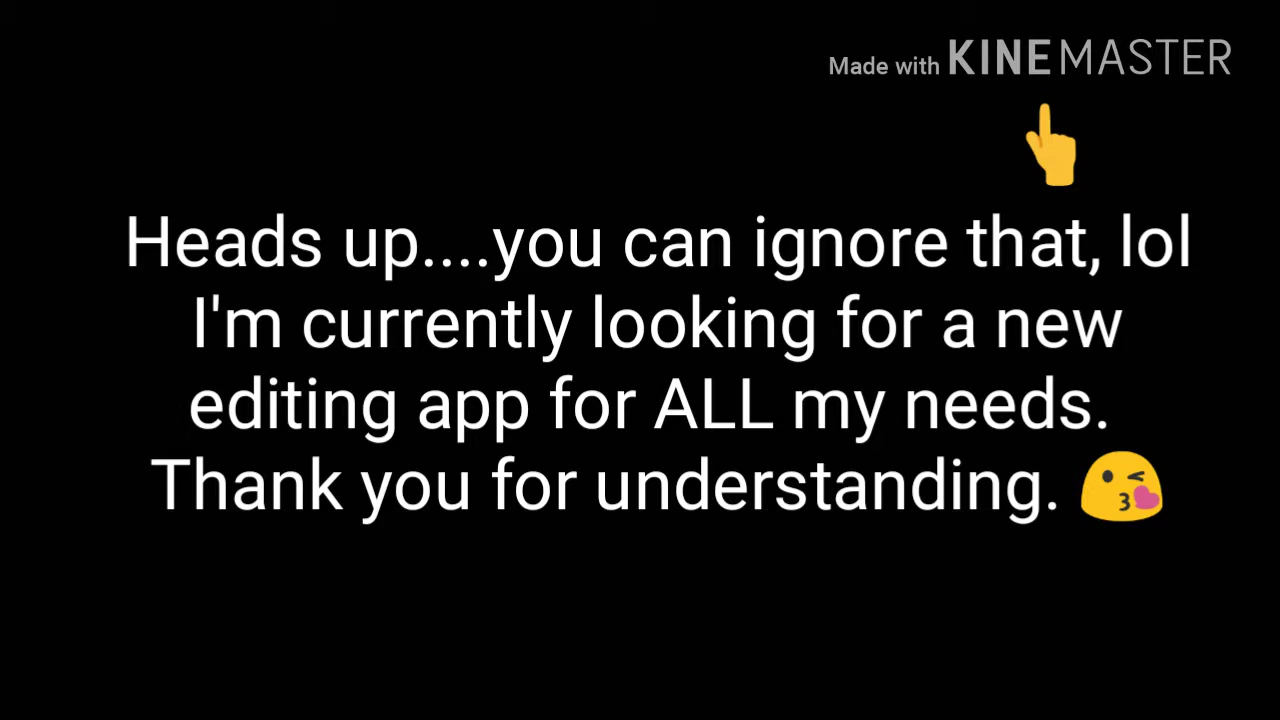 Made with KINEMASTER
👆
Heads up....you can ignore that, lol
I'm currently looking for a new
editing app for ALL my needs.
Thank you for understanding. 😘